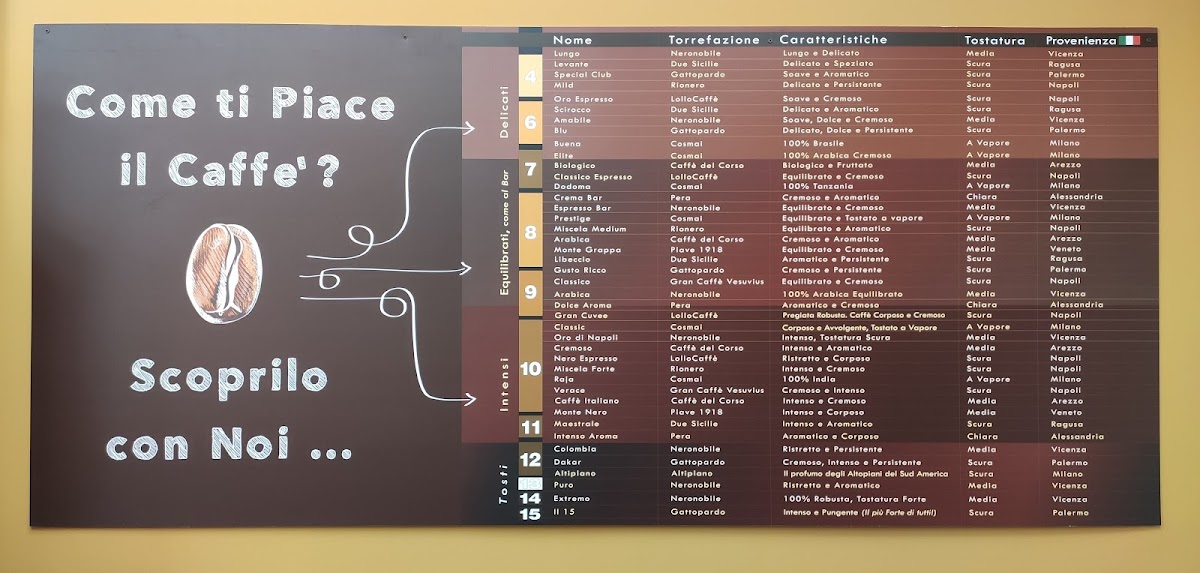 Come ti Piace
il Caffe'?
Scoprilo
con Noi ...
Nome Torrefazione Caratteristiche Tostatura Provenienza
Delicati
Lungo Neronobile Lungo e Delicato Media Vicenza
4
Levante Due Sicilie Delicato e Speziato Scura Ragusa
Special Club Gattopardo Soave e Aromatico Scura Palermo
Mild Rionero Delicato e Persistente Scura Napoli
6
Oro Espresso LolloCaffè Soave e Cremoso Scura Napoli
Scirocco Due Sicilie Delicato e Aromatico Scura Ragusa
Amabile Neronobile Soave, Dolce e Cremoso Media Vicenza
Blu Gattopardo Delicato, Dolce e Persistente Scura Palermo
Buena Cosmai 100% Brasile A Vapore Milano
Elite Cosmai 100% Arabica Cremoso A Vapore Milano
Equilibrati, come al Bar
7
Biologico Caffè del Corso Biologico e Fruttato Media Arezzo
Classico Espresso LolloCaffè Equilibrato e Cremoso Scura Napoli
Dodoma Cosmai 100% Tanzania A Vapore Milano
8
Crema Bar Pera Cremoso e Aromatico Chiara Alessandria
Espresso Bar Neronobile Equilibrato e Cremoso Media Vicenza
Prestige Cosmai Equilibrato e Tostato a vapore A Vapore Milano
Miscela Medium Rionero Equilibrato e Aromatico Scura Napoli
Arabica Caffè del Corso Cremoso e Aromatico Media Arezzo
Monte Grappa Piave 1918 Equilibrato e Cremoso Media Veneto
Libeccio Due Sicilie Aromatico e Persistente Scura Ragusa
Gusto Ricco Gattopardo Cremoso e Persistente Scura Palermo
9
Classico Gran Caffè Vesuvius Equilibrato e Cremoso Scura Napoli
Arabica Neronobile 100% Arabica Equilibrato Media Vicenza
Dolce Aroma Pera Aromatico e Cremoso Chiara Alessandria
Intensi
Gran Cuvee LolloCaffè Pregiata Robusta. Caffè Corposo e Cremoso Scura Napoli
10
Classic Cosmai Corposo e Avvolgente, Tostato a Vapore A Vapore Milano
Oro di Napoli Neronobile Intenso, Tostatura Scura Media Vicenza
Cremoso Caffè del Corso Intenso e Aromatico Media Arezzo
Nero Espresso LolloCaffè Ristretto e Corposo Scura Napoli
Miscela Forte Rionero Intenso e Cremoso Scura Napoli
Raja Cosmai 100% India A Vapore Milano
Verace Gran Caffè Vesuvius Cremoso e Intenso Scura Napoli
Caffè Italiano Caffè del Corso Intenso e Cremoso Media Arezzo
Monte Nero Piave 1918 Intenso e Corposo Media Veneto
11
Maestrale Due Sicilie Intenso e Aromatico Scura Ragusa
Intenso Aroma Pera Aromatico e Corposo Chiara Alessandria
Tosti
12
Colombia Neronobile Ristretto e Persistente Media Vicenza
Dakar Gattopardo Cremoso, Intenso e Persistente Scura Palermo
Altipiano Altipiano Il profumo degli Altopiani del Sud America Scura Milano
13
Puro Neronobile Ristretto e Aromatico Media Vicenza
14
Extremo Neronobile 100% Robusta, Tostatura Forte Media Vicenza
15
Il 15 Gattopardo Intenso e Pungente (Il più Forte di tutti!) Scura Palermo